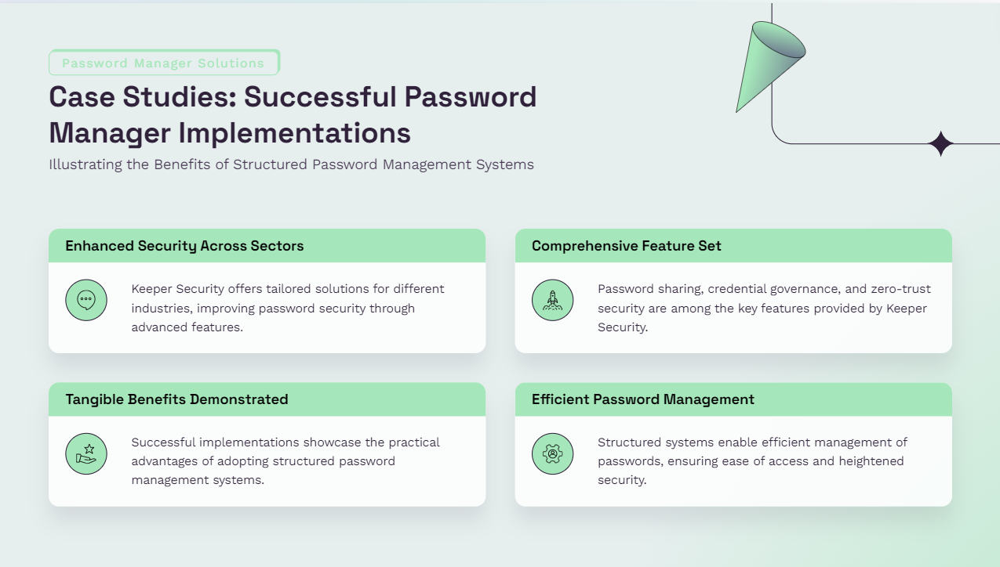 Password Manager Solutions
Case Studies: Successful Password
Manager Implementations
Illustrating the Benefits of Structured Password Management Systems
Enhanced Security Across Sectors
Keeper Security offers tailored solutions for different
industries, improving password security through
advanced features.
Comprehensive Feature Set
Password sharing, credential governance, and zero-trust
security are among the key features provided by Keeper
Security.
Tangible Benefits Demonstrated
Successful implementations showcase the practical
advantages of adopting structured password
management systems.
Efficient Password Management
Structured systems enable efficient management of
passwords, ensuring ease of access and heightened
security.